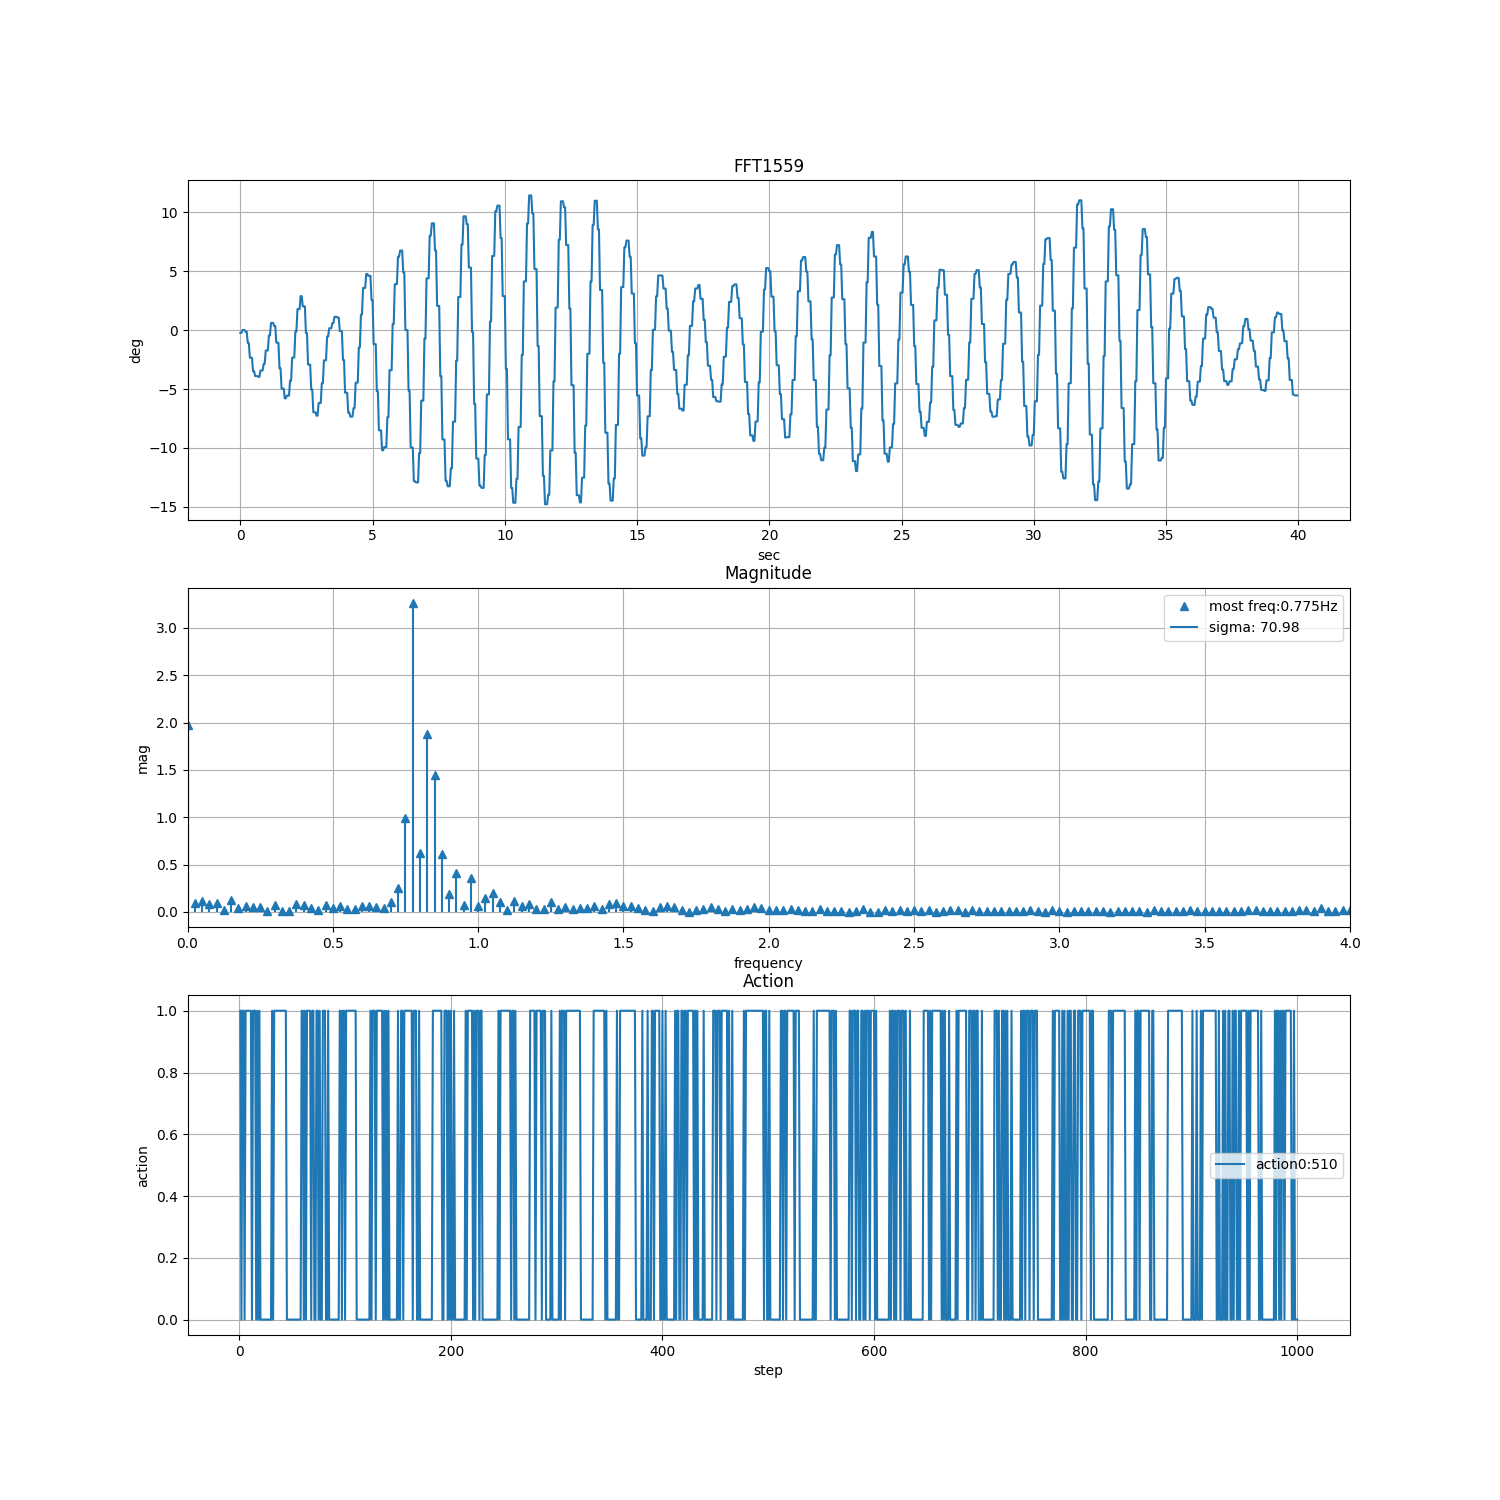 FFT1559
10
5
0
−5
−10
−15
deg
0 5 10 15 20 25 30 35 40
sec
Magnitude
most freq:0.775Hz
sigma: 70.98
3.0
2.5
2.0
1.5
1.0
0.5
0.0
mag
0.0 0.5 1.0 1.5 2.0 2.5 3.0 3.5 4.0
frequency
Action
1.0
0.8
0.6
0.4
0.2
0.0
action
action0:510
0 200 400 600 800 1000
step